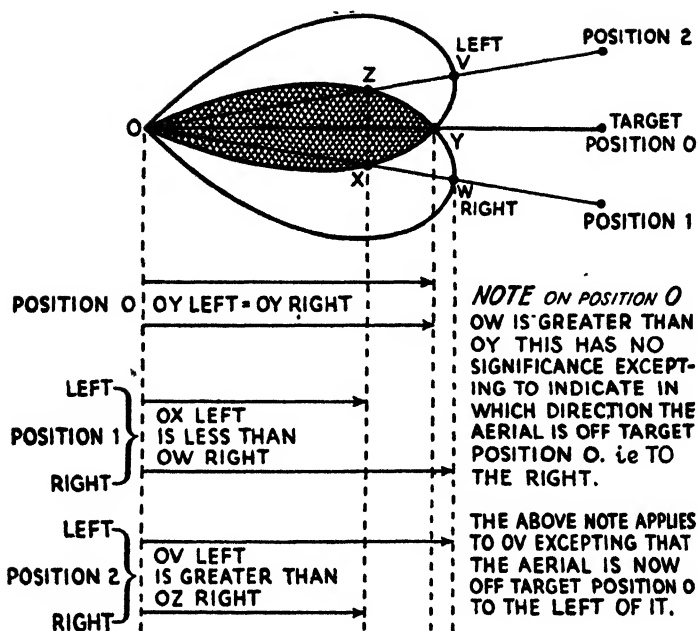 POSITION 2
LEFT
V
Z
O
TARGET
POSITION O
Y
X
W
RIGHT
POSITION 1
POSITION O
OY LEFT = OY RIGHT
LEFT
POSITION 1
RIGHT
OX LEFT
IS LESS THAN
OW RIGHT
LEFT
POSITION 2
RIGHT
OV LEFT
IS GREATER THAN
OZ RIGHT
NOTE ON POSITION O
OW IS GREATER THAN
OY THIS HAS NO
SIGNIFICANCE EXCEPT-
ING TO INDICATE IN
WHICH DIRECTION THE
AERIAL IS OFF TARGET
POSITION O. ie TO
THE RIGHT.
THE ABOVE NOTE APPLIES
TO OV EXCEPTING THAT
THE AERIAL IS NOW
OFF TARGET POSITION O
TO THE LEFT OF IT.